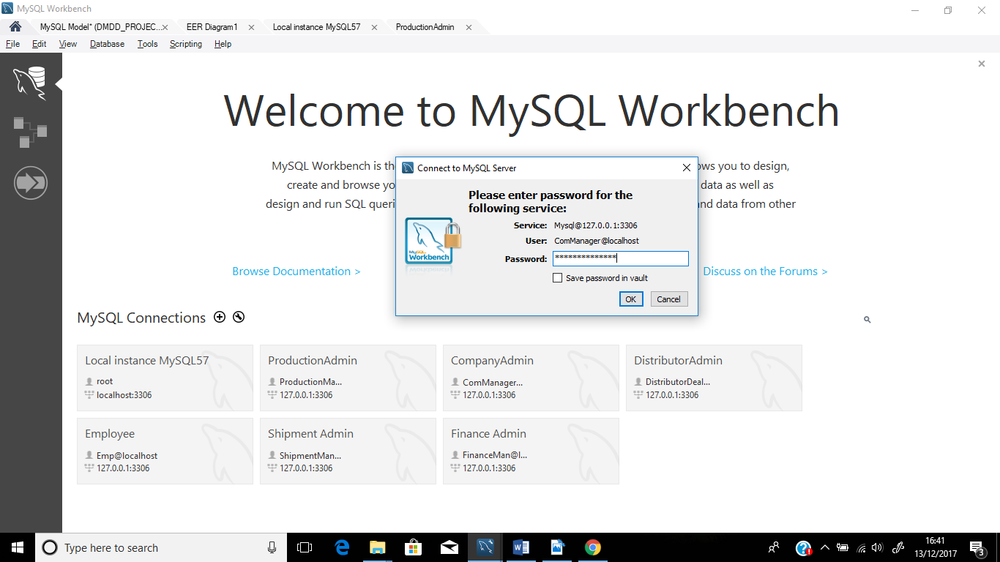 MySQL Workbench
MySQL Model* (DMDD_PROJEC... EER Diagram1 Local instance MySQL57 ProductionAdmin
File Edit View Database Tools Scripting Help
Welcome to MySQL Workbench
MySQL Workbench is th ows you to design,
create and browse yo data as well as
design and run SQL queri nd data from other
Connect to MySQL Server
Please enter password for the
following service:
Service: Mysql@127.0.0.1:3306
User: ComManager@localhost
MySQL
Workbench
Password: **************
Save password in vault
OK Cancel
Browse Documentation > Discuss on the Forums >
MySQL Connections
Local instance MySQL57
root
localhost:3306
ProductionAdmin
ProductionMa...
127.0.0.1:3306
CompanyAdmin
ComManager...
127.0.0.1:3306
DistributorAdmin
DistributorDeal...
127.0.0.1:3306
Employee
Emp@localhost
127.0.0.1:3306
Shipment Admin
ShipmentMan...
127.0.0.1:3306
Finance Admin
FinanceMan@l...
127.0.0.1:3306
Type here to search
16:41
13/12/2017
3